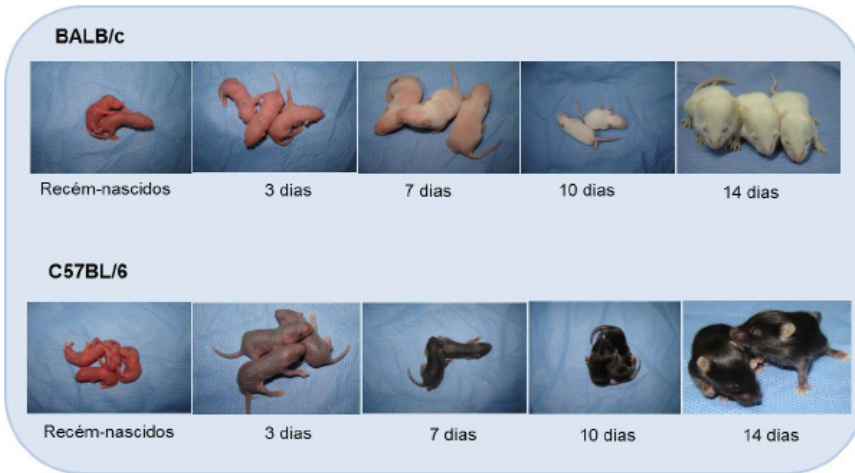 BALB/c
Recém-nascidos 3 dias 7 dias 10 dias 14 dias
C57BL/6
Recém-nascidos 3 dias 7 dias 10 dias 14 dias